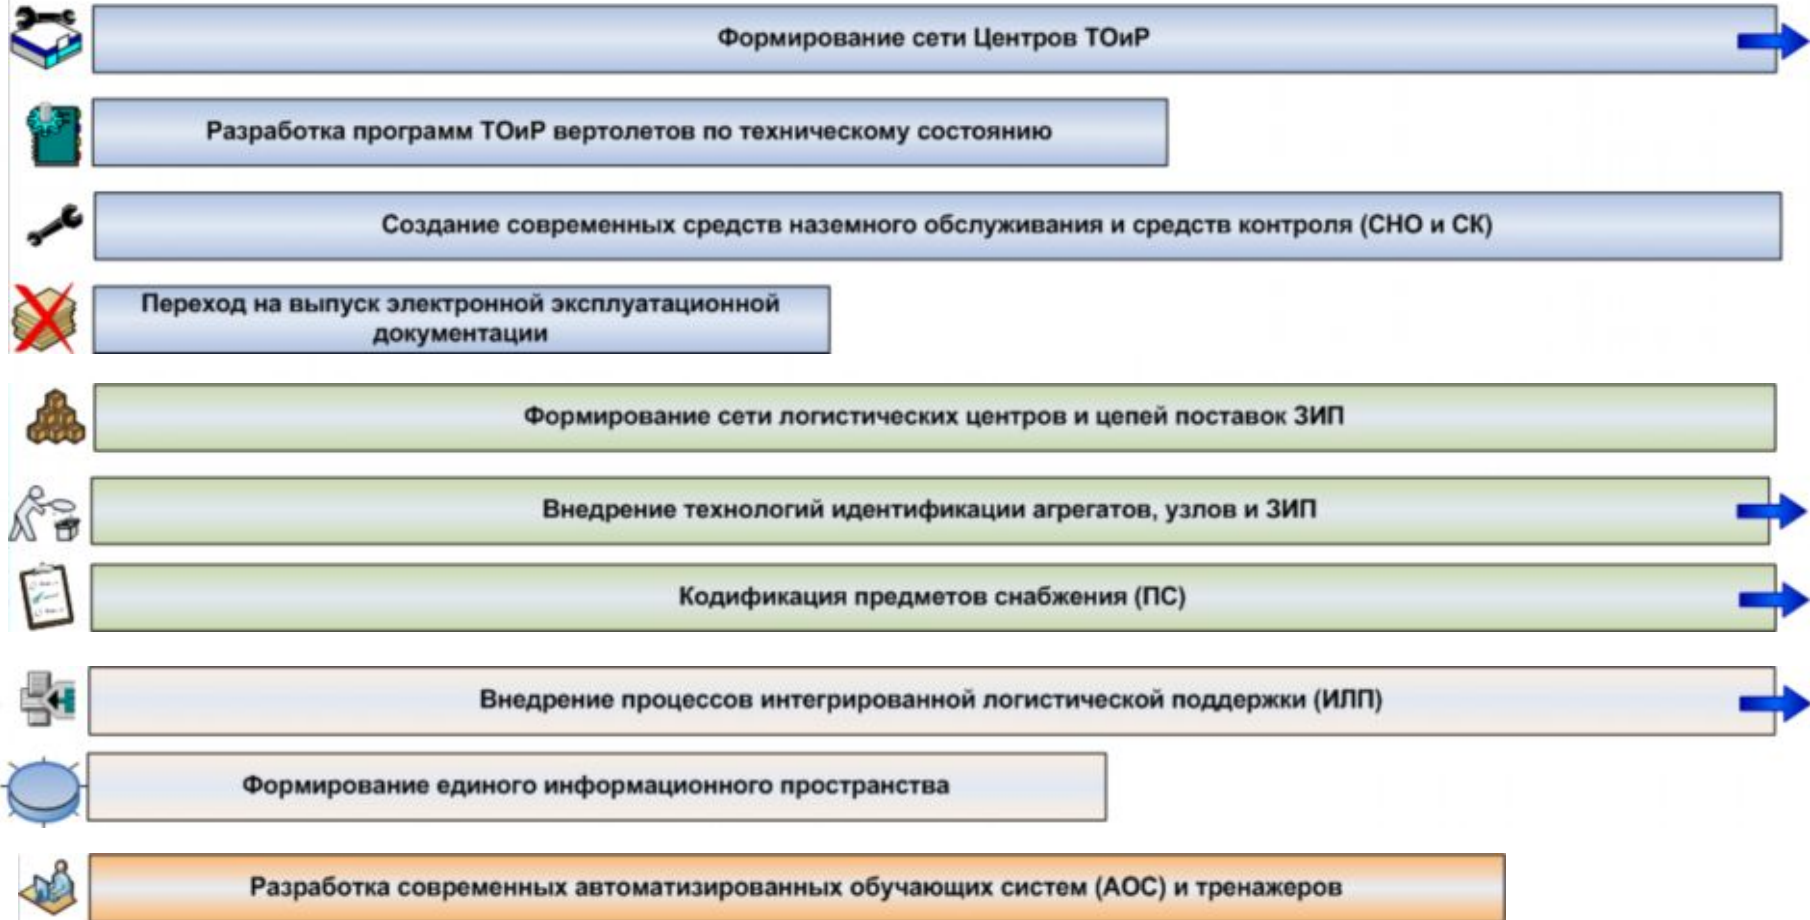 Формирование сети Центров ТОиР
Разработка программ ТОиР вертолетов по техническому состоянию
Создание современных средств наземного обслуживания и средств контроля (СНО и СК)
Переход на выпуск электронной эксплуатационной
документации
Формирование сети логистических центров и цепей поставок ЗИП
Внедрение технологий идентификации агрегатов, узлов и ЗИП
Кодификация предметов снабжения (ПС)
Внедрение процессов интегрированной логистической поддержки (ИЛП)
Формирование единого информационного пространства
Разработка современных автоматизированных обучающих систем (АОС) и тренажеров